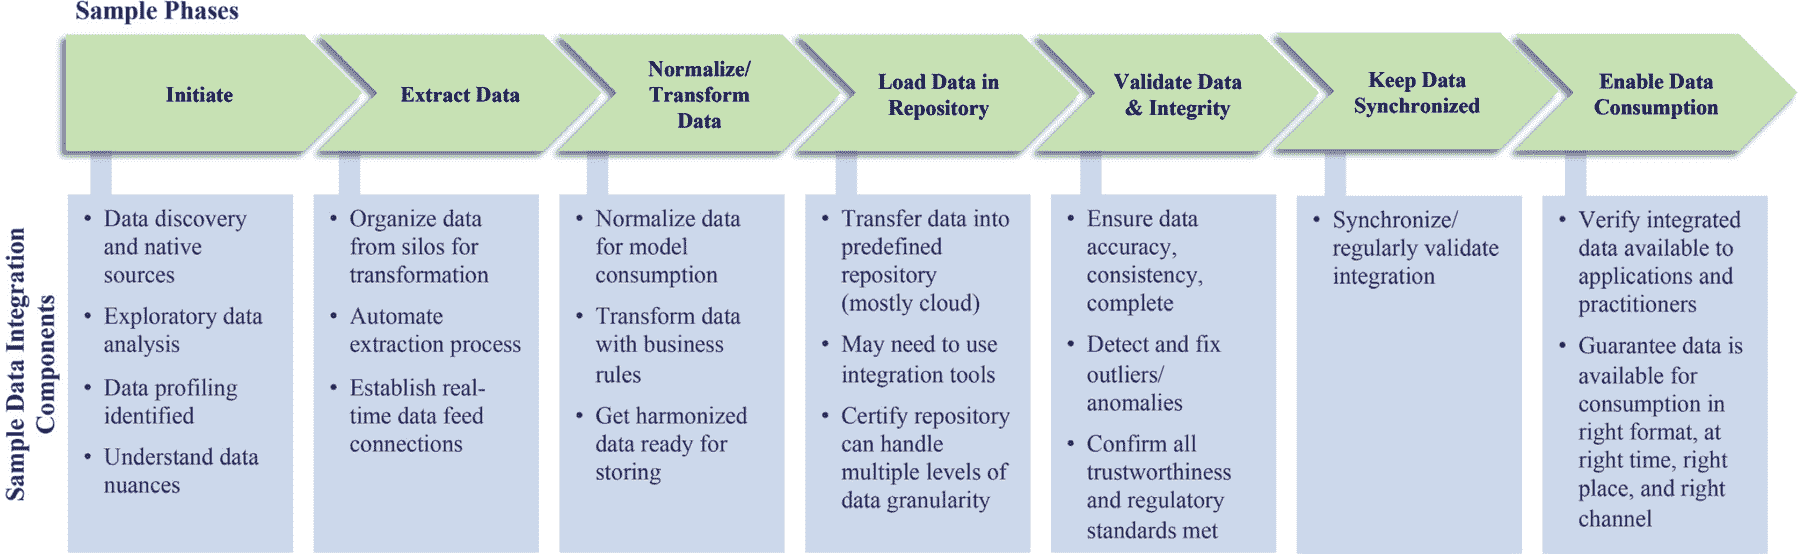 Sample Phases
Initiate
Extract Data
Normalize/
Transform
Data
Load Data in
Repository
Validate Data
& Integrity
Keep Data
Synchronized
Enable Data
Consumption
Sample Data Integration
Components
• Data discovery
and native
sources
• Exploratory data
analysis
• Data profiling
identified
• Understand data
nuances
• Organize data
from silos for
transformation
• Automate
extraction process
• Establish real-
time data feed
connections
• Normalize data
for model
consumption
• Transform data
with business
rules
• Get harmonized
data ready for
storing
• Transfer data into
predefined
repository
(mostly cloud)
• May need to use
integration tools
• Certify repository
can handle
multiple levels of
data granularity
• Ensure data
accuracy,
consistency,
complete
• Detect and fix
outliers/
anomalies
• Confirm all
trustworthiness
and regulatory
standards met
• Synchronize/
regularly validate
integration
• Verify integrated
data available to
applications and
practitioners
• Guarantee data is
available for
consumption in
right format, at
right time, right
place, and right
channel